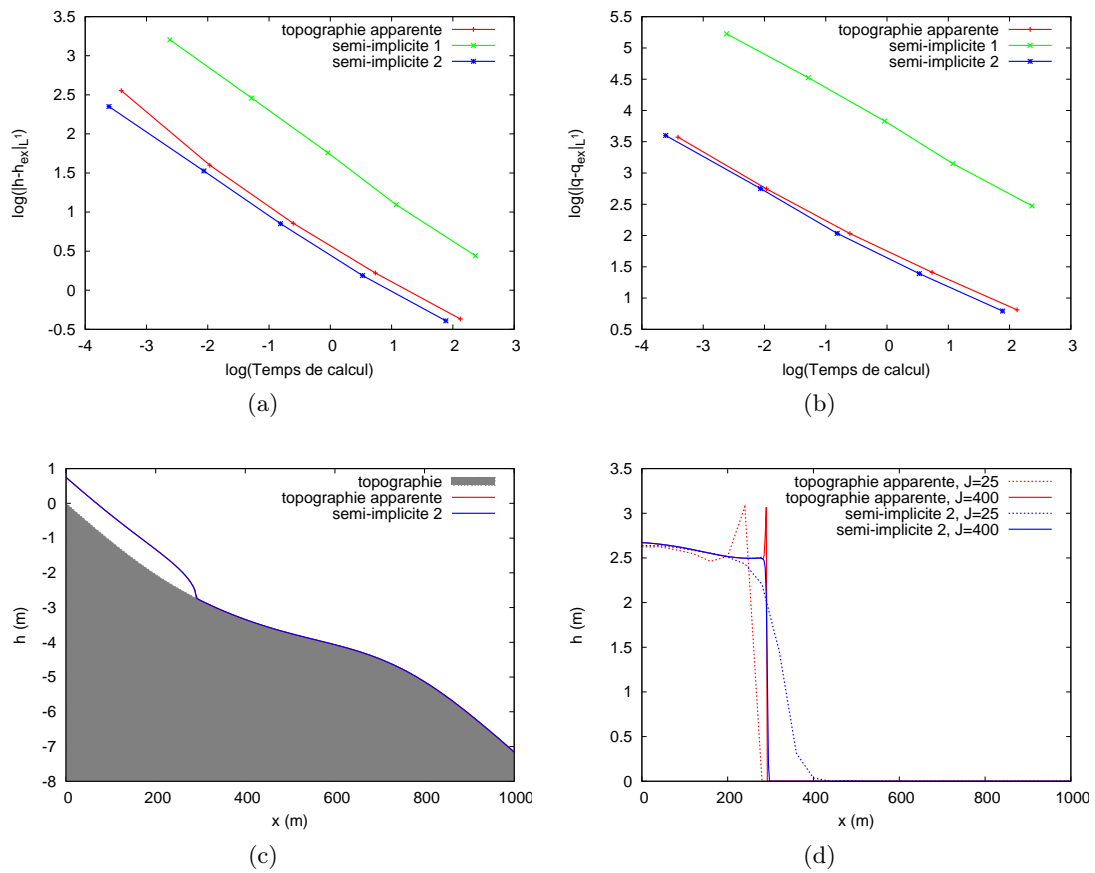 topographie apparente
semi-implicite 1
semi-implicite 2
log(|h-h_ex|_L¹)
3.5
3
2.5
2
1.5
1
0.5
0
-0.5
-4 -3 -2 -1 0 1 2 3
log(Temps de calcul)
(a)
topographie apparente
semi-implicite 1
semi-implicite 2
log(|q-q_ex|_L¹)
5.5
5
4.5
4
3.5
3
2.5
2
1.5
1
0.5
-4 -3 -2 -1 0 1 2 3
log(Temps de calcul)
(b)
topographie
topographie apparente
semi-implicite 2
h (m)
1
0
-1
-2
-3
-4
-5
-6
-7
-8
0 200 400 600 800 1000
x (m)
(c)
topographie apparente, J=25
topographie apparente, J=400
semi-implicite 2, J=25
semi-implicite 2, J=400
h (m)
3.5
3
2.5
2
1.5
1
0.5
0
0 200 400 600 800 1000
x (m)
(d)